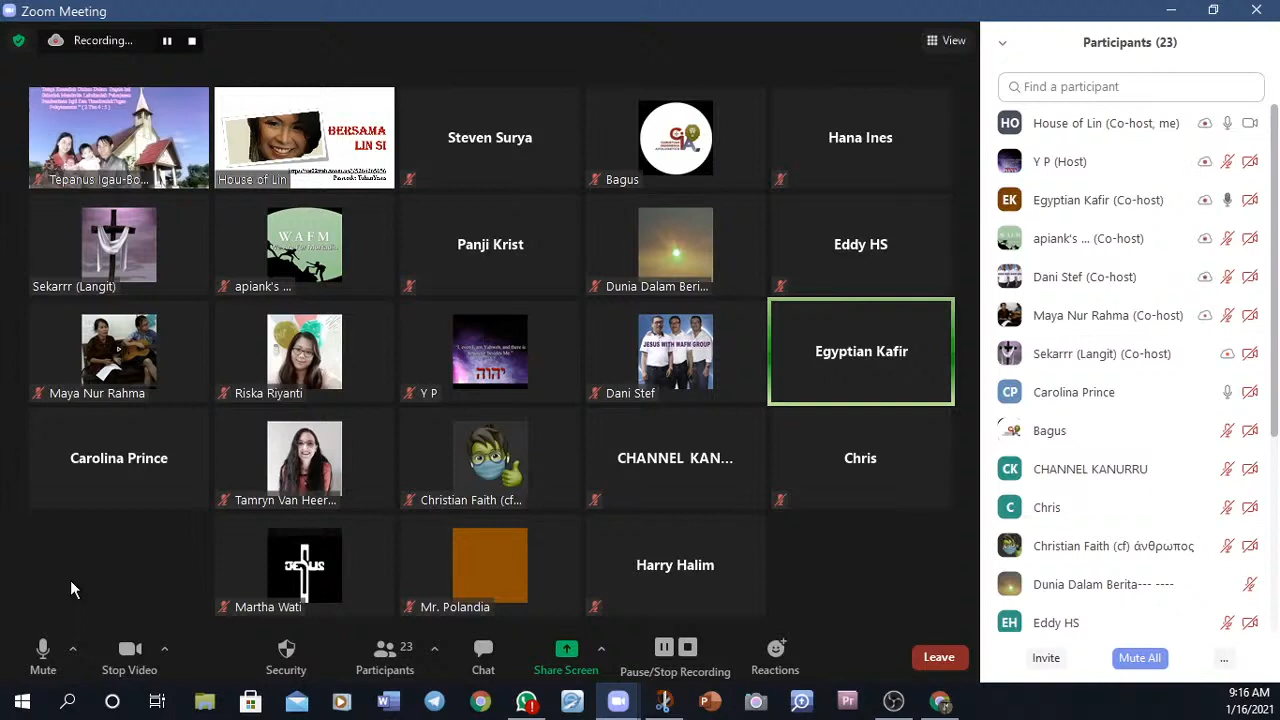 Zoom Meeting
Recording...
View
Participants (23)
Find a participant
BERSAMA
LIN SI
Tepanus Igau-Bo...
House of Lin
Steven Surya
Bagus
Hana Ines
WAFM
Sekarrr (Langit)
apiank's ...
Panji Krist
Dunia Dalam Beri...
Eddy HS
JESUS WITH WAFM GROUP
יהוה
Maya Nur Rahma
Riska Riyanti
Y P
Dani Stef
Egyptian Kafir
Carolina Prince
Tamryn Van Heer...
Christian Faith (cf...
CHANNEL KAN...
Chris
JESUS
Martha Wati
Mr. Polandia
Harry Halim
HO House of Lin (Co-host, me)
Y P (Host)
EK Egyptian Kafir (Co-host)
apiank's ... (Co-host)
Dani Stef (Co-host)
Maya Nur Rahma (Co-host)
Sekarrr (Langit) (Co-host)
CP Carolina Prince
Bagus
CK CHANNEL KANURRU
C Chris
Christian Faith (cf) άνθρωπος
Dunia Dalam Berita--- ----
EH Eddy HS
Invite
Mute All
...
Mute
Stop Video
Security
23
Participants
Chat
Share Screen
Pause/Stop Recording
Reactions
Leave
9:16 AM
1/16/2021